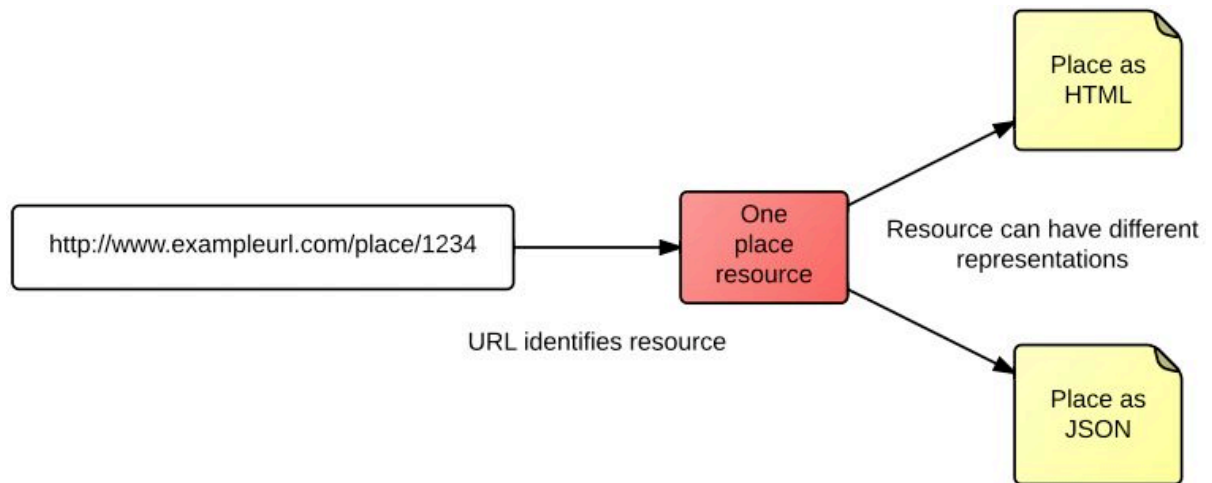 Place as
HTML
http://www.exampleurl.com/place/1234
One
place
resource
Resource can have different
representations
URL identifies resource
Place as
JSON